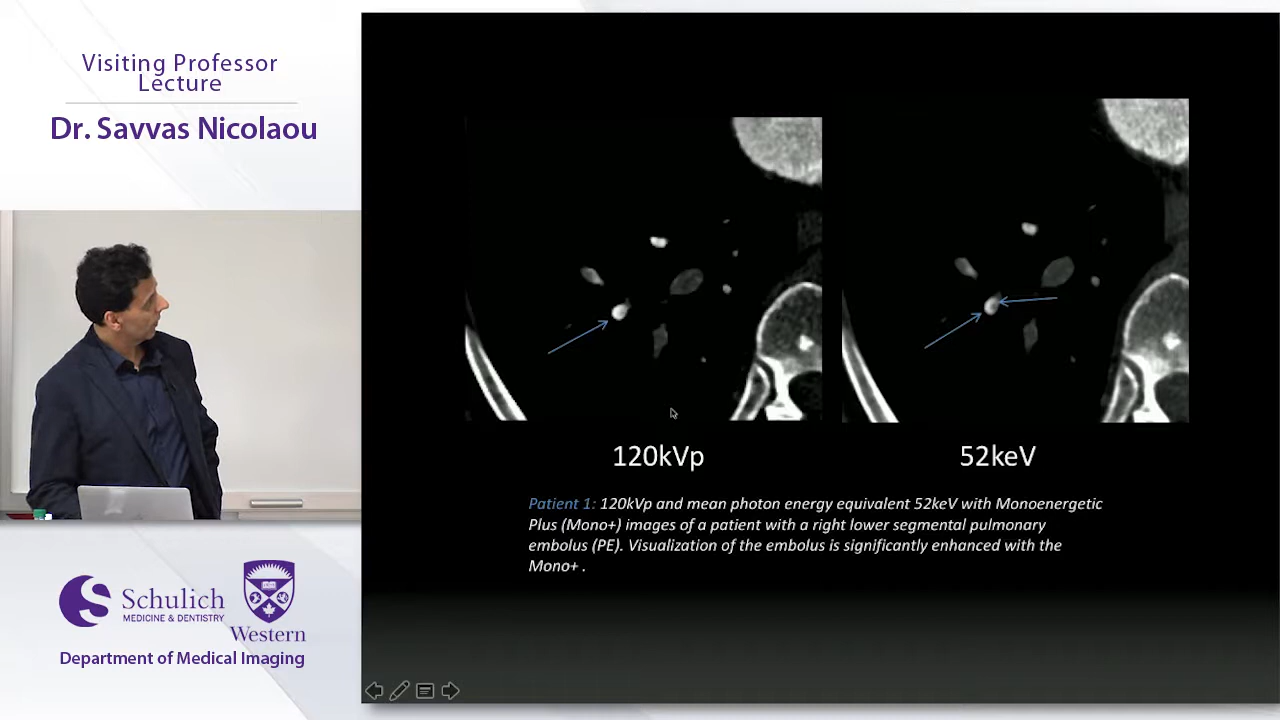 Visiting Professor
Lecture
Dr. Savvas Nicolaou
Schulich
MEDICINE & DENTISTRY
Western
Department of Medical Imaging
120kVp
52keV
Patient 1: 120kVp and mean photon energy equivalent 52keV with Monoenergetic
Plus (Mono+) images of a patient with a right lower segmental pulmonary
embolus (PE). Visualization of the embolus is significantly enhanced with the
Mono+ .